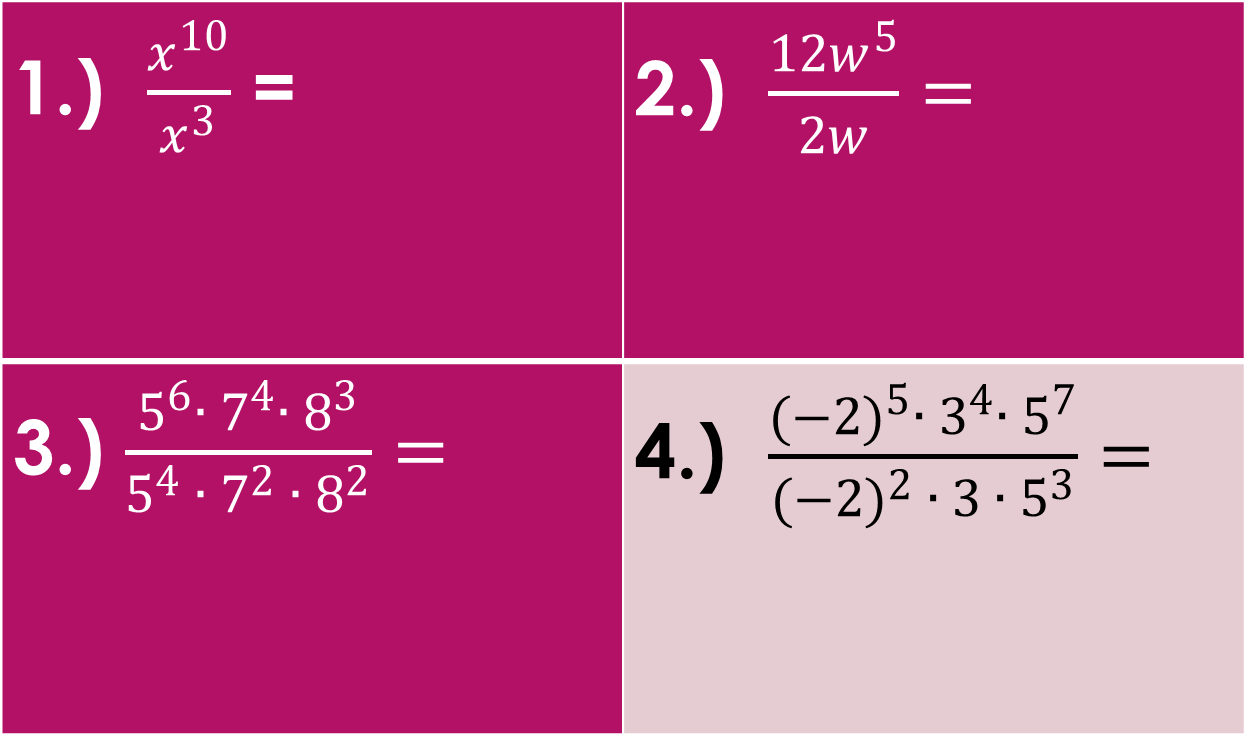 1.) x^10/x^3 =
2.) 12w^5/2w =
3.) 5^6· 7^4· 8^3/5^4 · 7^2 · 8^2 =
4.) (−2)^5· 3^4· 5^7/(−2)^2 · 3 · 5^3 =